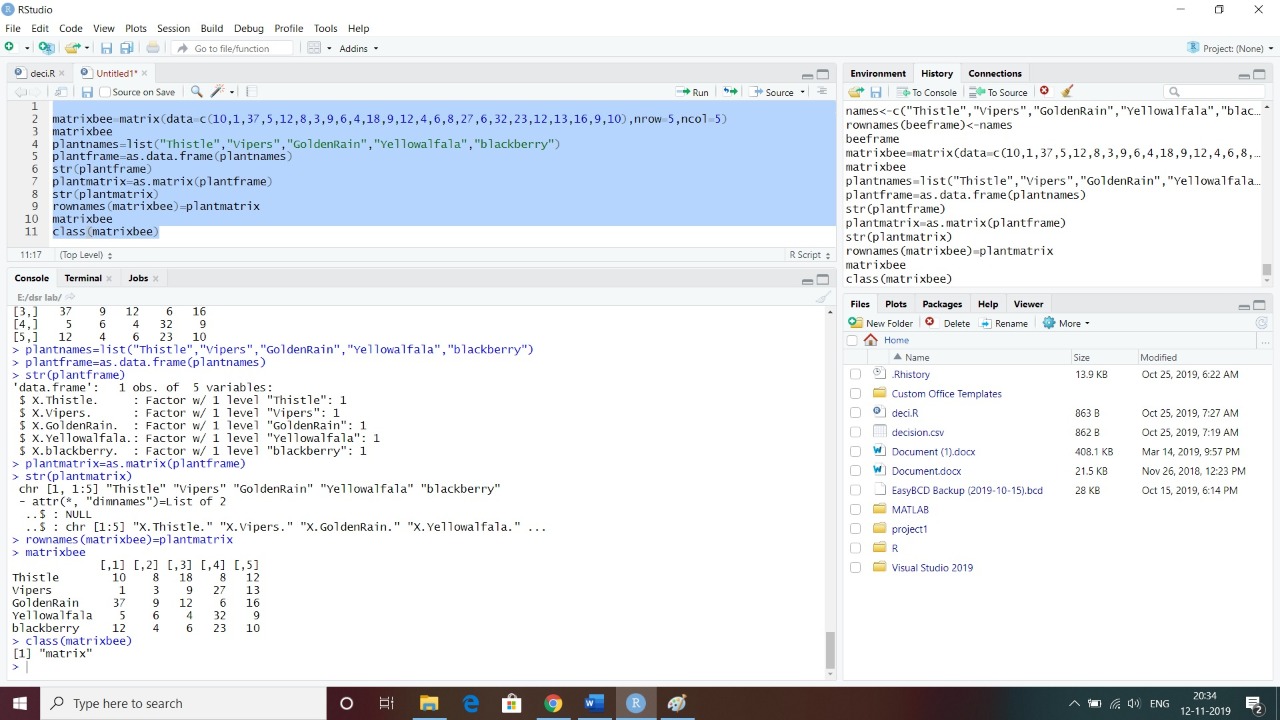 RStudio
File Edit Code View Plots Session Build Debug Profile Tools Help
Go to file/function Addins Project: (None)
deci.R Untitled1*
Source on Save Run Source
1
2 matrixbee=matrix(data=c(10,1,37,5,12,8,3,9,6,4,18,9,12,4,6,8,27,6,32,23,12,13,16,9,10),nrow=5,ncol=5)
3 matrixbee
4 plantnames=list("Thistle","Vipers","GoldenRain","Yellowalfala","blackberry")
5 plantframe=as.data.frame(plantnames)
6 str(plantframe)
7 plantmatrix=as.matrix(plantframe)
8 str(plantmatrix)
9 rownames(matrixbee)=plantmatrix
10 matrixbee
11 class(matrixbee)
11:17 (Top Level) R Script
Console Terminal Jobs
E:/dsr lab/
[3,] 37 9 12 6 16
[4,] 5 6 4 32 9
[5,] 12 4 6 23 10
> plantnames=list("Thistle","Vipers","GoldenRain","Yellowalfala","blackberry")
> plantframe=as.data.frame(plantnames)
> str(plantframe)
'data.frame': 1 obs. of 5 variables:
$ X.Thistle. : Factor w/ 1 level "Thistle": 1
$ X.Vipers. : Factor w/ 1 level "Vipers": 1
$ X.GoldenRain. : Factor w/ 1 level "GoldenRain": 1
$ X.Yellowalfala.: Factor w/ 1 level "Yellowalfala": 1
$ X.blackberry. : Factor w/ 1 level "blackberry": 1
> plantmatrix=as.matrix(plantframe)
> str(plantmatrix)
chr [1, 1:5] "Thistle" "Vipers" "GoldenRain" "Yellowalfala" "blackberry"
- attr(*, "dimnames")=List of 2
..$ : NULL
..$ : chr [1:5] "X.Thistle." "X.Vipers." "X.GoldenRain." "X.Yellowalfala." ...
> rownames(matrixbee)=plantmatrix
> matrixbee
[,1] [,2] [,3] [,4] [,5]
Thistle 10 8 18 8 12
Vipers 1 3 9 27 13
GoldenRain 37 9 12 6 16
Yellowalfala 5 6 4 32 9
blackberry 12 4 6 23 10
> class(matrixbee)
[1] "matrix"
>
Environment History Connections
To Console To Source
names<-c("Thistle","Vipers","GoldenRain","Yellowalfala","blac...
rownames(beeframe)<-names
beeframe
matrixbee=matrix(data=c(10,1,37,5,12,8,3,9,6,4,18,9,12,4,6,8,...
matrixbee
plantnames=list("Thistle","Vipers","GoldenRain","Yellowalfala...
plantframe=as.data.frame(plantnames)
str(plantframe)
plantmatrix=as.matrix(plantframe)
str(plantmatrix)
rownames(matrixbee)=plantmatrix
matrixbee
class(matrixbee)
Files Plots Packages Help Viewer
New Folder Delete Rename More
Home ...
Name Size Modified
.Rhistory 13.9 KB Oct 25, 2019, 6:22 AM
Custom Office Templates
deci.R 863 B Oct 25, 2019, 7:27 AM
decision.csv 862 B Oct 25, 2019, 7:19 AM
Document (1).docx 408.1 KB Mar 14, 2019, 9:57 PM
Document.docx 21.5 KB Nov 26, 2018, 12:23 PM
EasyBCD Backup (2019-10-15).bcd 28 KB Oct 15, 2019, 6:14 PM
MATLAB
project1
R
Visual Studio 2019
Type here to search ENG 20:34
12-11-2019 2